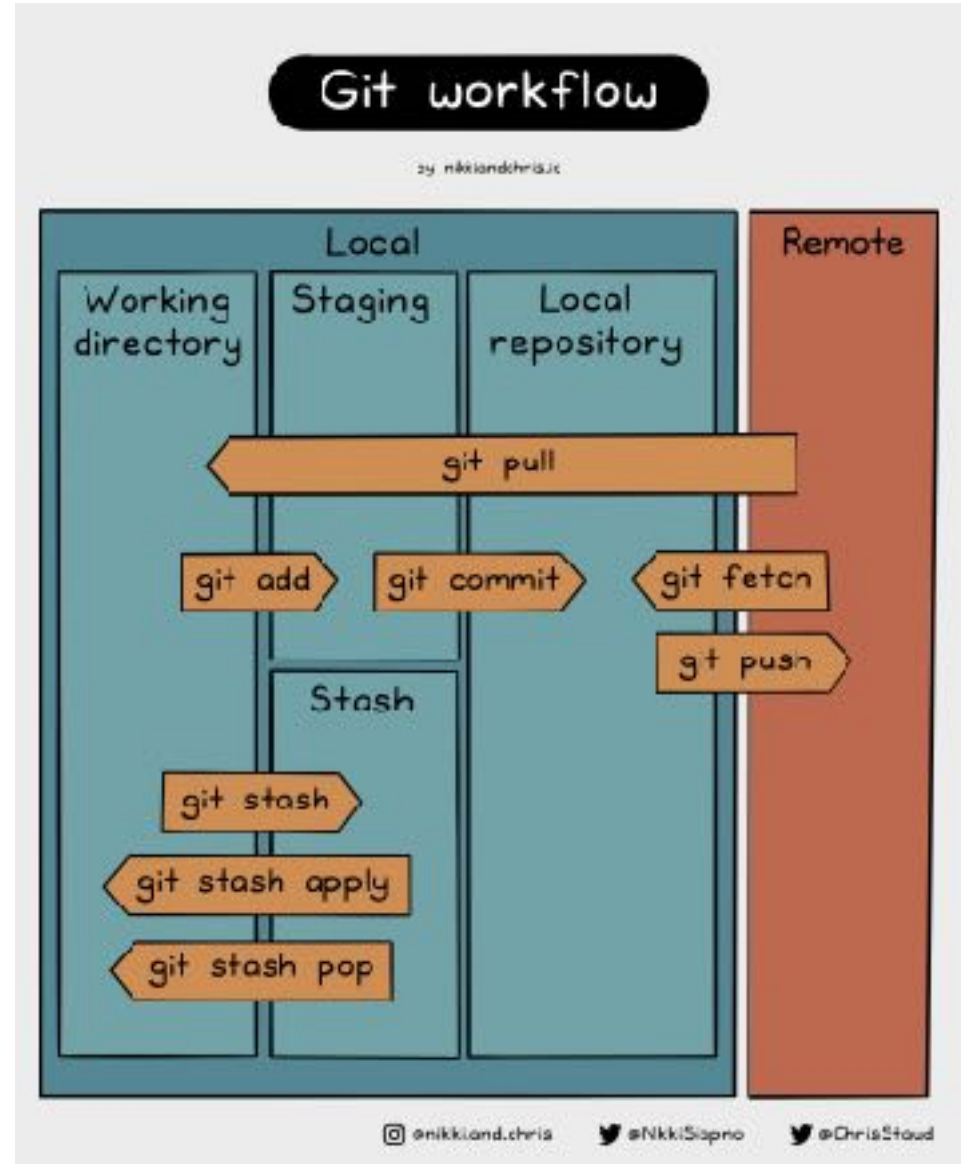 Git workflow
by nikkiandchris.io
Local
Remote
Working
directory
Staging
Local
repository
git pull
git add
git commit
git fetch
git push
Stash
git stash
git stash apply
git stash pop
@nikki.and.chris
@NkkiSiapno
@ChrisStaud